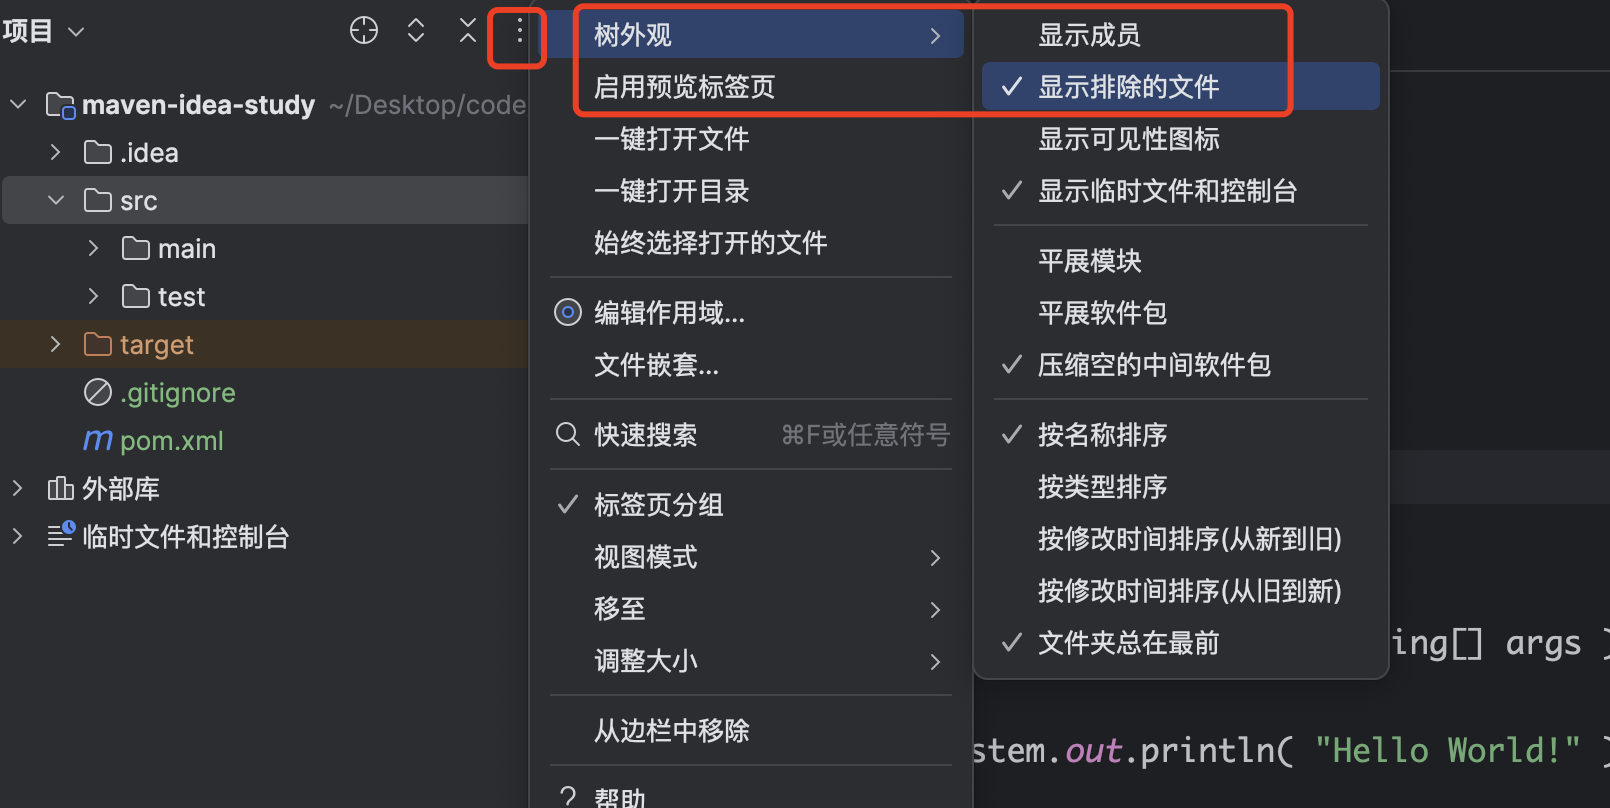 项目
maven-idea-study ~/Desktop/code
.idea
src
main
test
target
.gitignore
pom.xml
外部库
临时文件和控制台
树外观
启用预览标签页
一键打开文件
一键打开目录
始终选择打开的文件
编辑作用域...
文件嵌套...
快速搜索 ⌘F或任意符号
标签页分组
视图模式
移至
调整大小
从边栏中移除
? 帮助
显示成员
显示排除的文件
显示可见性图标
显示临时文件和控制台
平展模块
平展软件包
压缩空的中间软件包
按名称排序
按类型排序
按修改时间排序(从新到旧)
按修改时间排序(从旧到新)
文件夹总在最前
ing[] args )
stem.out.println( "Hello World!" )